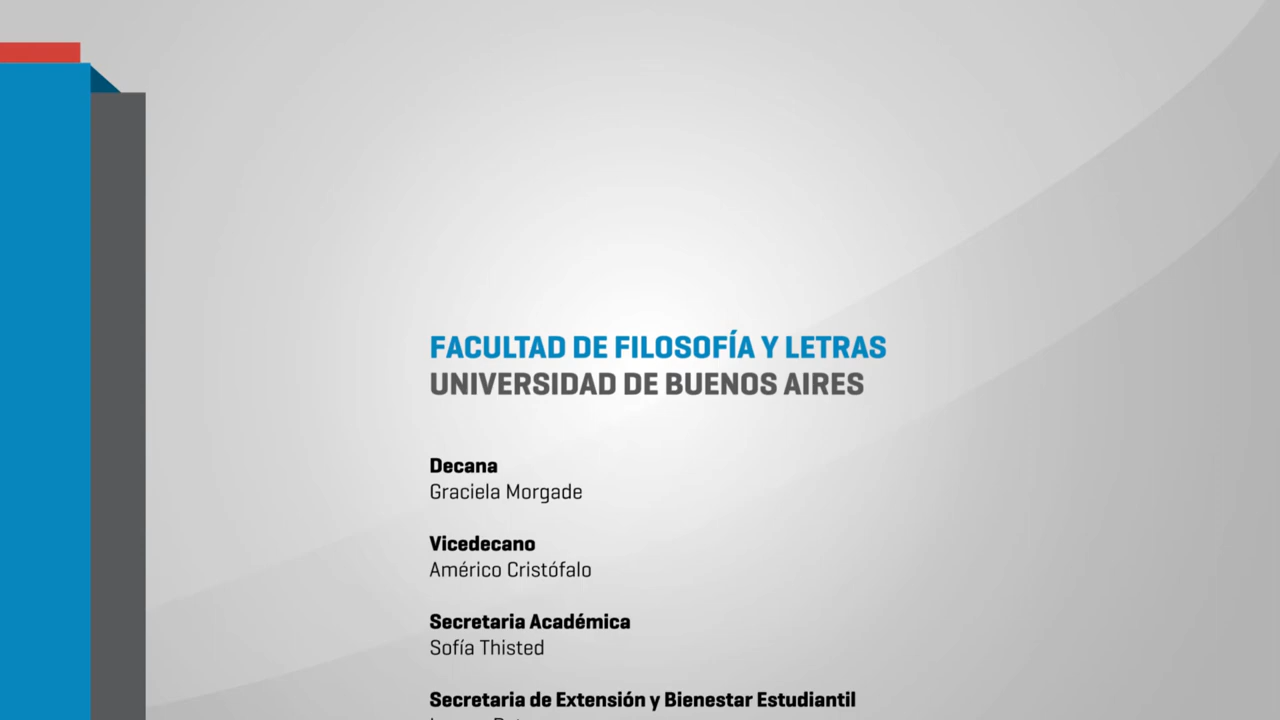 FACULTAD DE FILOSOFÍA Y LETRAS
UNIVERSIDAD DE BUENOS AIRES
Decana
Graciela Morgade
Vicedecano
Américo Cristófalo
Secretaria Académica
Sofía Thisted
Secretaria de Extensión y Bienestar Estudiantil